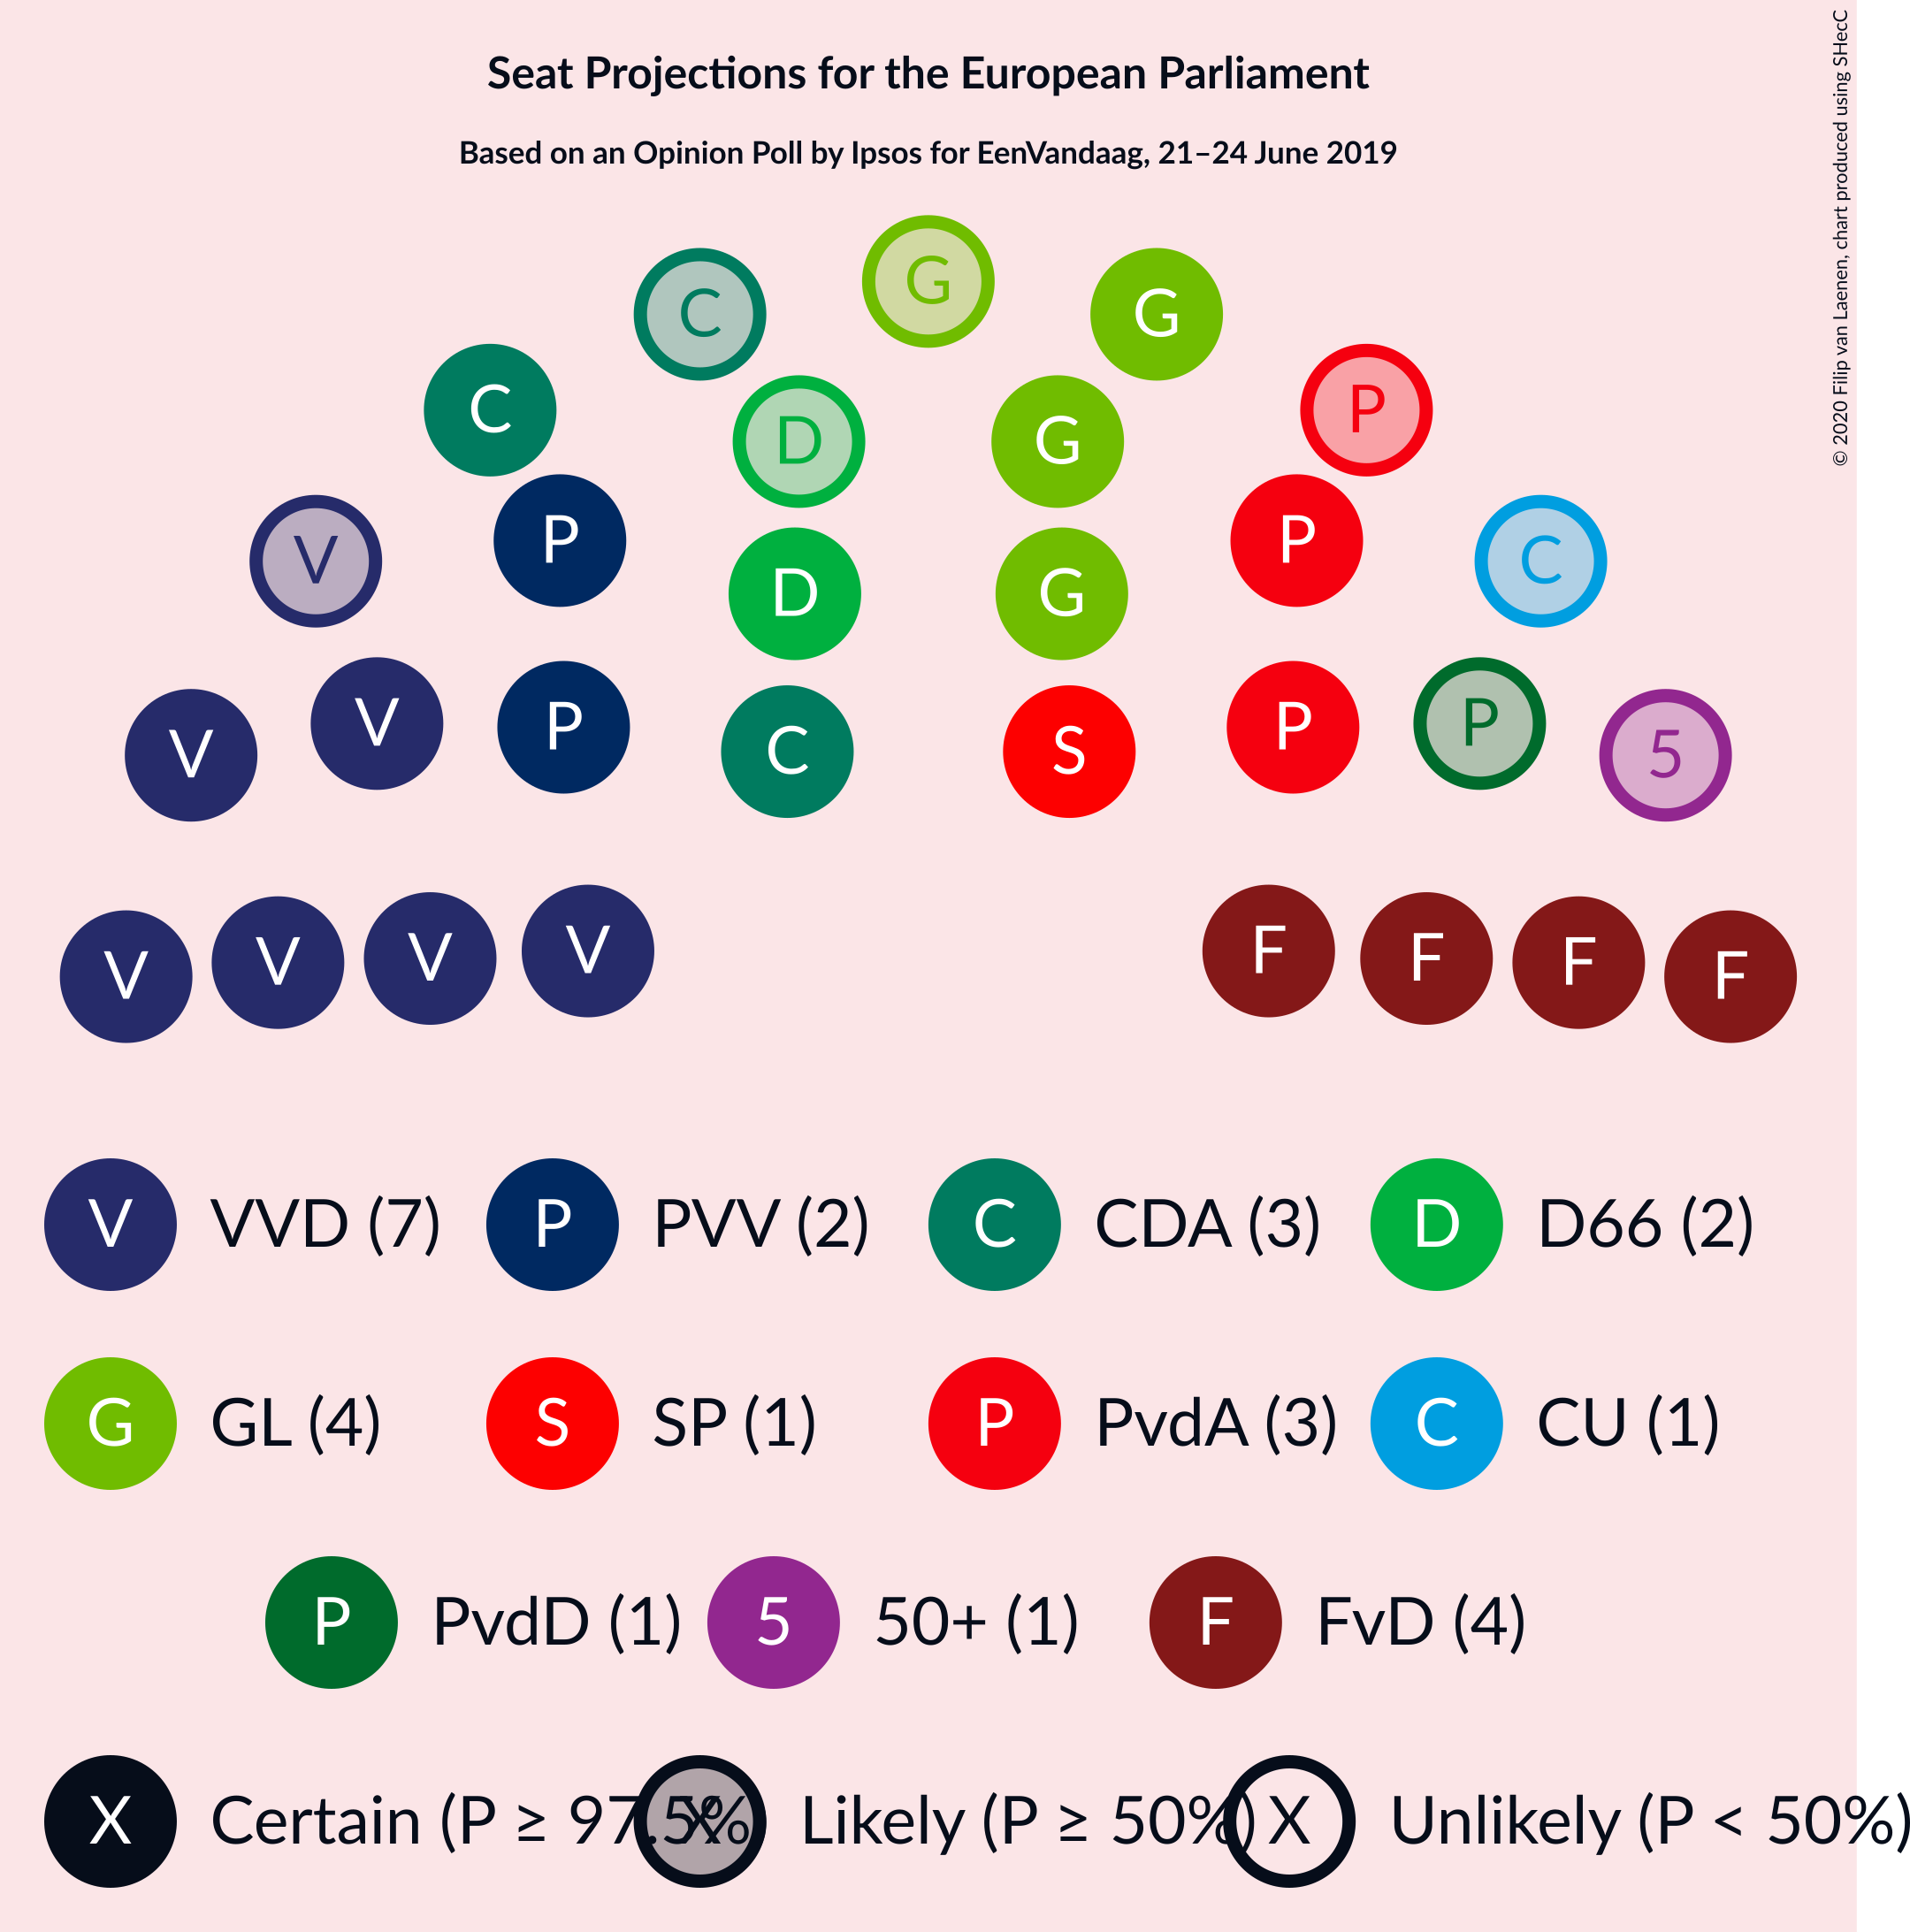 Seat Projections for the European Parliament
Based on an Opinion Poll by Ipsos for EenVandaag, 21–24 June 2019
© 2020 Filip van Laenen, chart produced using SHecC
G
C G
C P
D G
P P
V C
D G
V P P P
V C S 5
V V V V F F F F
V VVD (7) P PVV (2) C CDA (3) D D66 (2)
G GL (4) S SP (1) P PvdA (3) C CU (1)
P PvdD (1) 5 50+ (1) F FvD (4)
X Certain (P ≥ 97.5% X Likely (P ≥ 50%) X Unlikely (P < 50%)